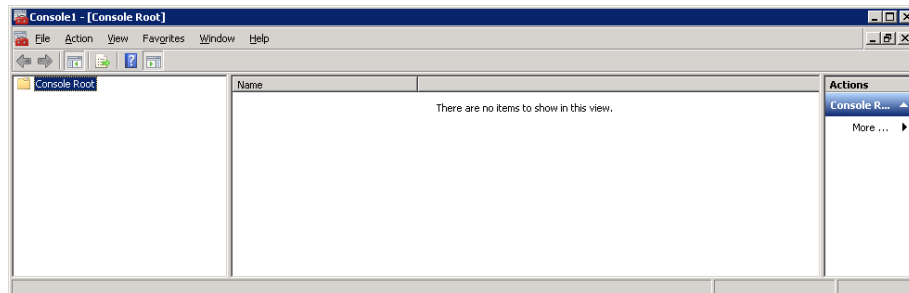 Console1 - [Console Root]
File Action View Favorites Window Help
Console Root
Name
There are no items to show in this view.
Actions
Console R...
More ...